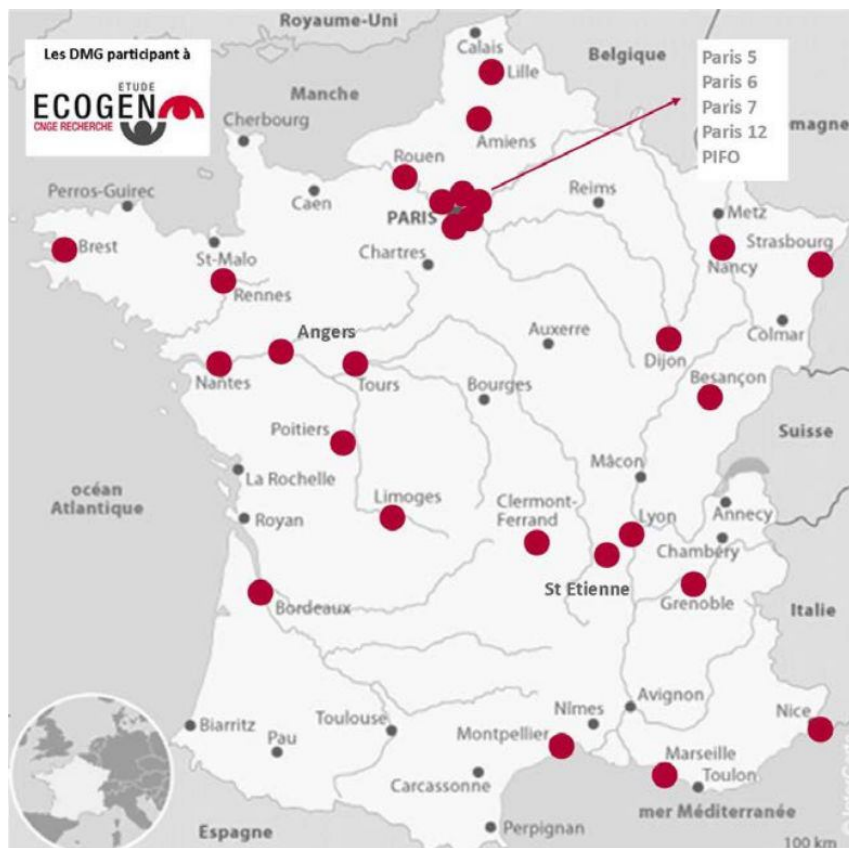 Royaume-Uni
Calais
Belgique
Les DMG participant à
ETUDE
ECOGEN
CNGE RECHERCHE
Manche
Lille
Paris 5
Paris 6
Paris 7
Paris 12
PIFO
emagne
Cherbourg
Amiens
Rouen
Reims
Perros-Guirec
Caen
PARIS
Metz
Strasbourg
Brest
St-Malo
Chartres
Nancy
Rennes
Angers
Auxerre
Colmar
Dijon
Nantes
Tours
Bourges
Besançon
Poitiers
Suisse
La Rochelle
Mâcon
océan
Atlantique
Limoges
Clermont-
Ferrand
Royan
Lyon
Annecy
Chambéry
St Etienne
Grenoble
Bordeaux
Italie
Avignon
Biarritz
Toulouse
Nîmes
Nice
Pau
Montpellier
Marseille
Carcassonne
Toulon
mer Méditerranée
Espagne
Perpignan
100 km